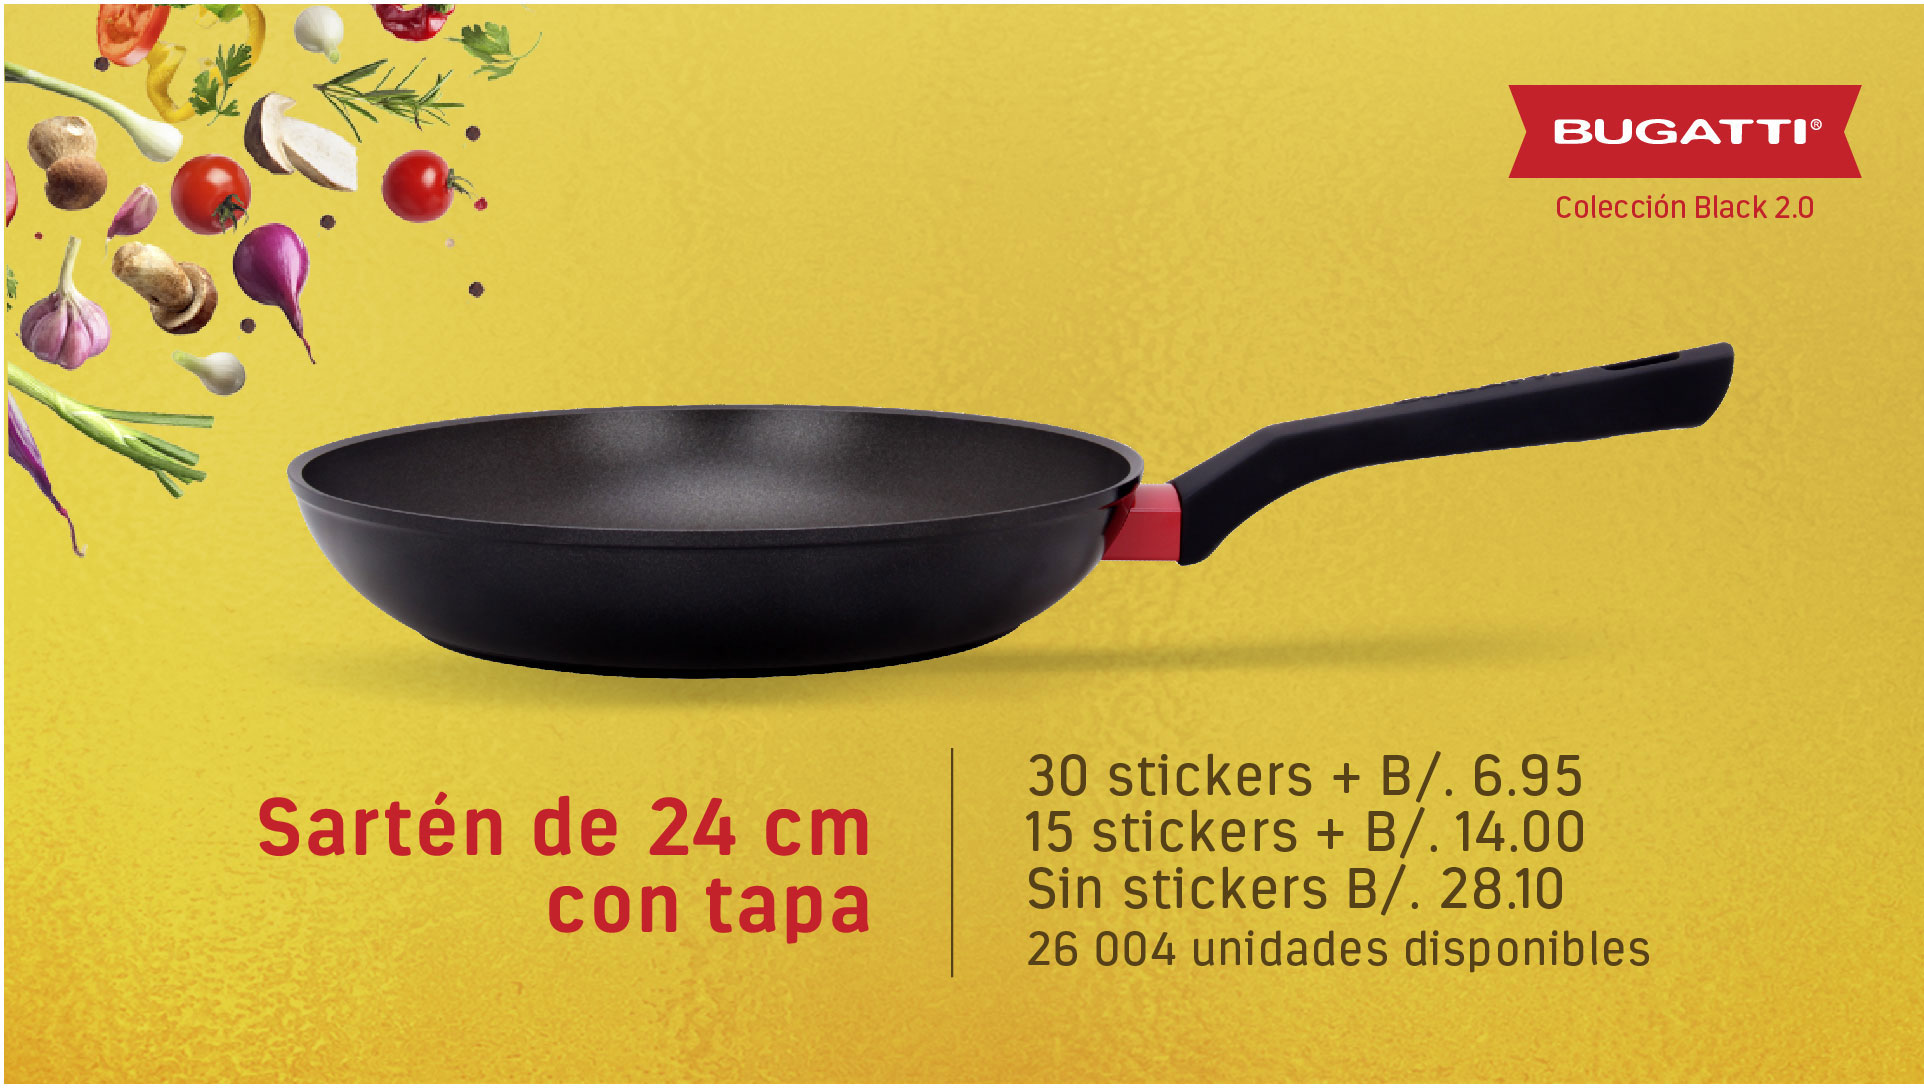 BUGATTI®
Colección Black 2.0
Sartén de 24 cm
con tapa
30 stickers + B/. 6.95
15 stickers + B/. 14.00
Sin stickers B/. 28.10
26 004 unidades disponibles